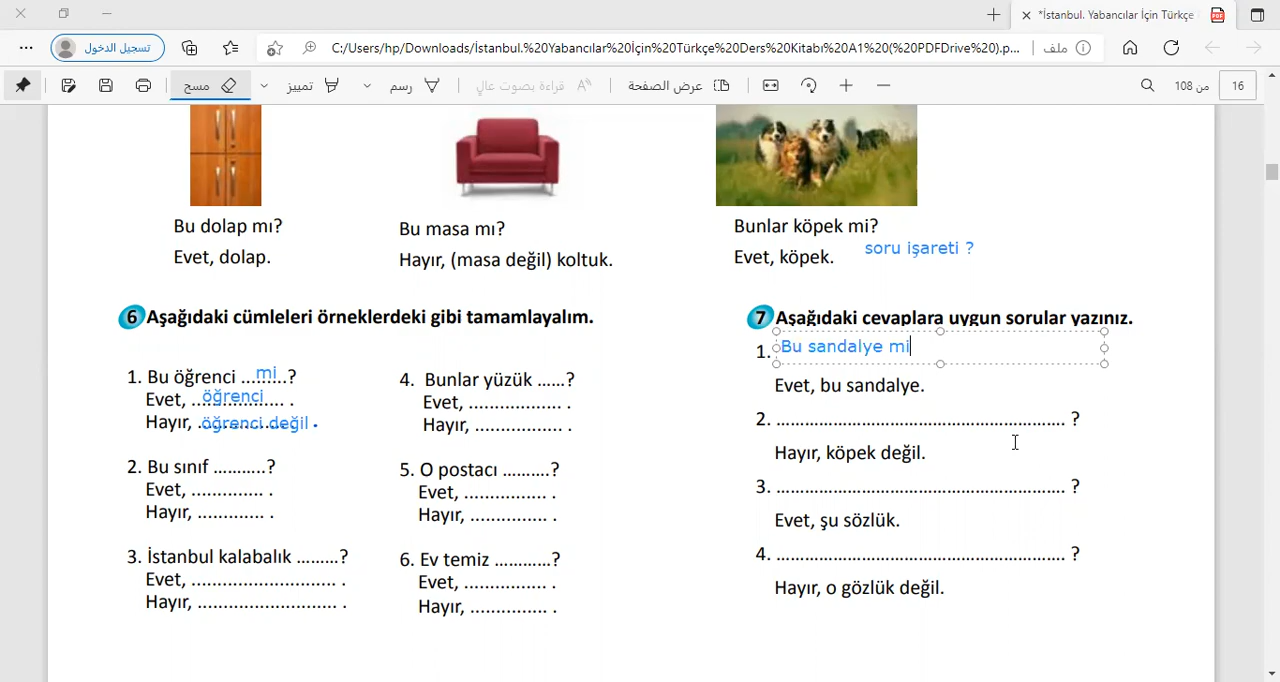 *İstanbul. Yabancılar İçin Türkçe
تسجيل الدخول
C:/Users/hp/Downloads/İstanbul.%20Yabancılar%20İçin%20Türkçe%20Ders%20Kitabı%20A1%20(%20PDFDrive%20).p...
ملف
مسح
تمييز
رسم
قراءة بصوت عالٍ
عرض الصفحة
من 108
16
Bu dolap mı?
Evet, dolap.
Bu masa mı?
Hayır, (masa değil) koltuk.
Bunlar köpek mi?
Evet, köpek.
soru işareti ?
6 Aşağıdaki cümleleri örneklerdeki gibi tamamlayalım.
1. Bu öğrenci .. mi ..?
Evet, öğrenci .
Hayır, öğrenci değil .
2. Bu sınıf ..........?
Evet, ............. .
Hayır, ............ .
3. İstanbul kalabalık ........?
Evet, ........................... .
Hayır, .......................... .
4. Bunlar yüzük .....?
Evet, ................. .
Hayır, ................ .
5. O postacı .........?
Evet, ............... .
Hayır, .............. .
6. Ev temiz ...........?
Evet, ............... .
Hayır, .............. .
7 Aşağıdaki cevaplara uygun sorular yazınız.
1. Bu sandalye mi
Evet, bu sandalye.
2. ...................................................... ?
Hayır, köpek değil.
3. ...................................................... ?
Evet, şu sözlük.
4. ...................................................... ?
Hayır, o gözlük değil.